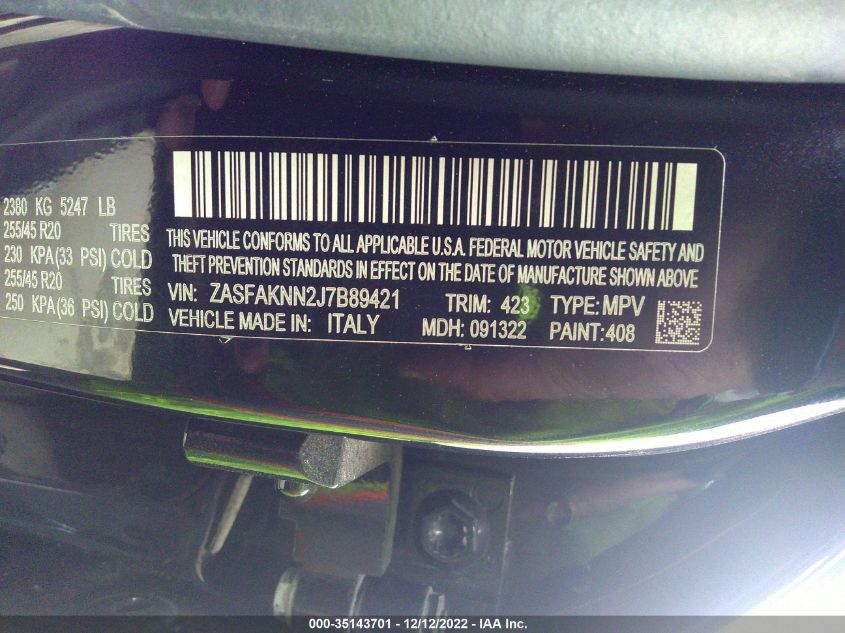 2380 KG 5247 LB
255/45 R20 TIRES
230 KPA(33 PSI) COLD
255/45 R20 TIRES
250 KPA(36 PSI) COLD
THIS VEHICLE CONFORMS TO ALL APPLICABLE U.S.A. FEDERAL MOTOR VEHICLE SAFETY AND
THEFT PREVENTION STANDARDS IN EFFECT ON THE DATE OF MANUFACTURE SHOWN ABOVE
VIN: ZASFAKNN2J7B89421 TRIM: 423 TYPE: MPV
VEHICLE MADE IN: ITALY MDH: 091322 PAINT: 408
000-35143701 - 12/12/2022 - IAA Inc.